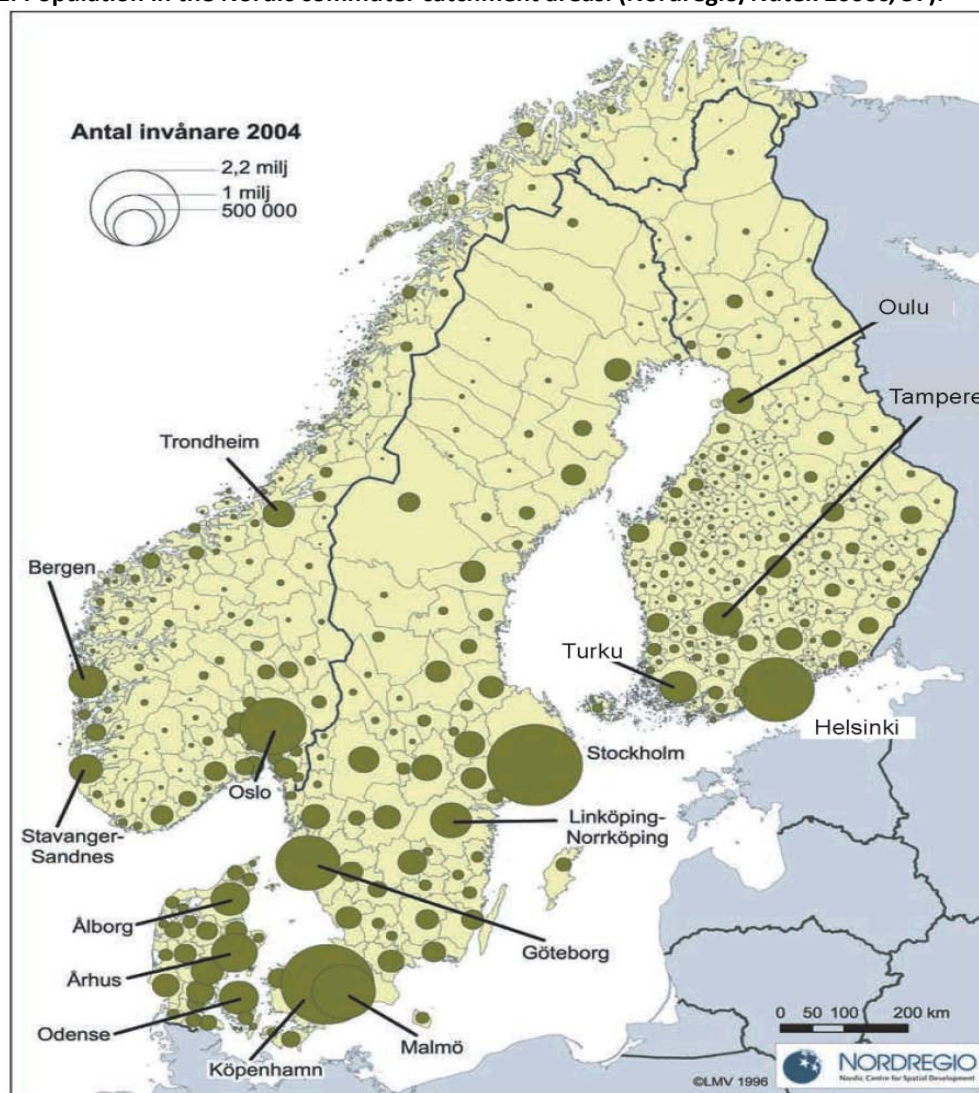 Antal invånare 2004
2,2 milj
1 milj
500 000
Oulu
Tampere
Trondheim
Bergen
Turku
Helsinki
Stockholm
Oslo
Linköping-
Norrköping
Stavanger-
Sandnes
Ålborg
Göteborg
Århus
Odense
Malmö
Köpenhamn
0 50 100 200 km
NORDREGIO
Nordic Centre for Spatial Development
©LMV 1996